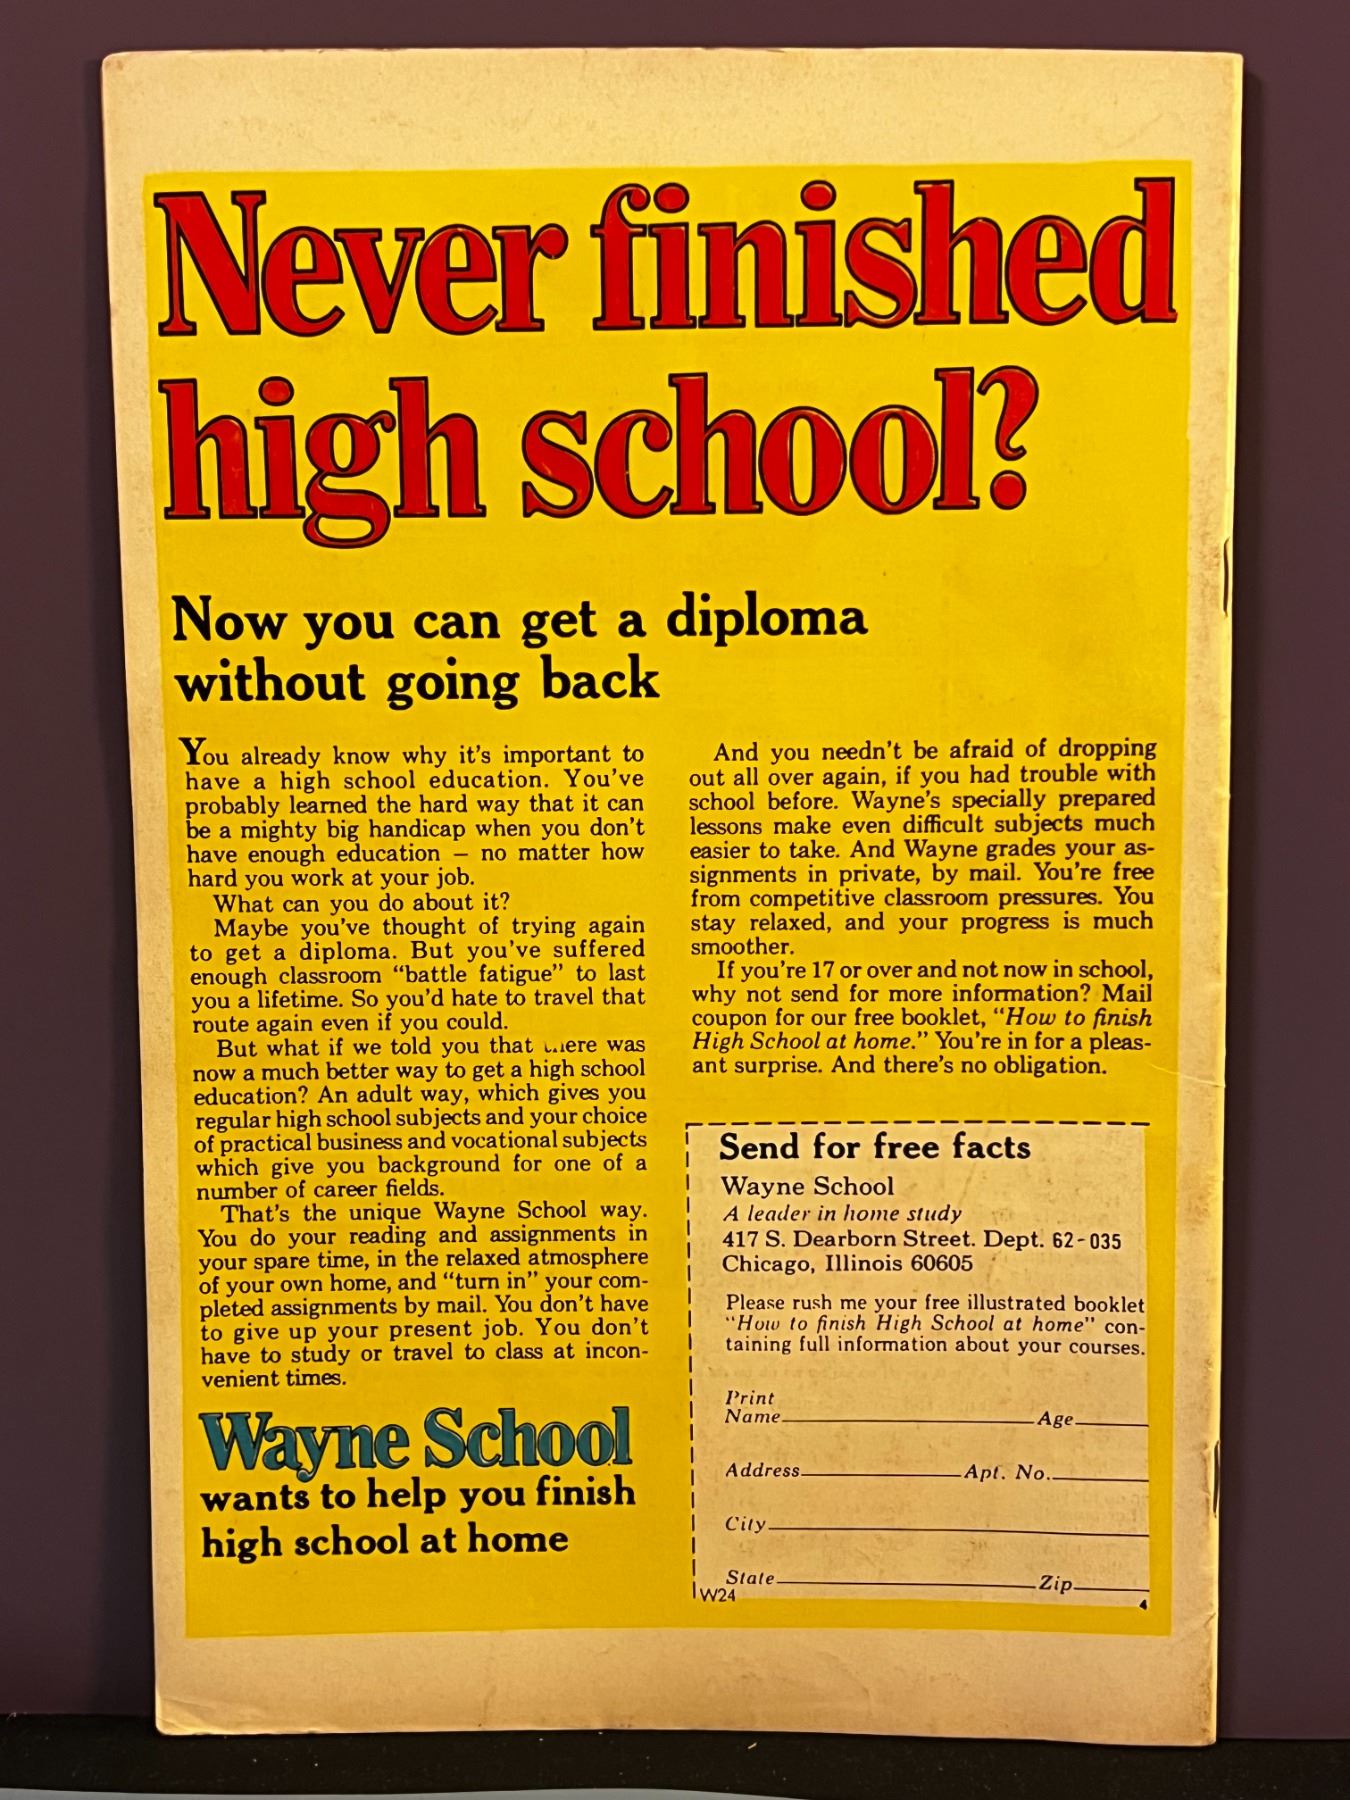 Never finished
high school?
Now you can get a diploma
without going back
You already know why it's important to
have a high school education. You've
probably learned the hard way that it can
be a mighty big handicap when you don't
have enough education — no matter how
hard you work at your job.
What can you do about it?
Maybe you've thought of trying again
to get a diploma. But you've suffered
enough classroom "battle fatigue" to last
you a lifetime. So you'd hate to travel that
route again even if you could.
But what if we told you that there was
now a much better way to get a high school
education? An adult way, which gives you
regular high school subjects and your choice
of practical business and vocational subjects
which give you background for one of a
number of career fields.
That's the unique Wayne School way.
You do your reading and assignments in
your spare time, in the relaxed atmosphere
of your own home, and "turn in" your com-
pleted assignments by mail. You don't have
to give up your present job. You don't
have to study or travel to class at incon-
venient times.
Wayne School
wants to help you finish
high school at home
And you needn't be afraid of dropping
out all over again, if you had trouble with
school before. Wayne's specially prepared
lessons make even difficult subjects much
easier to take. And Wayne grades your as-
signments in private, by mail. You're free
from competitive classroom pressures. You
stay relaxed, and your progress is much
smoother.
If you're 17 or over and not now in school,
why not send for more information? Mail
coupon for our free booklet, "How to finish
High School at home." You're in for a pleas-
ant surprise. And there's no obligation.
Send for free facts
Wayne School
A leader in home study
417 S. Dearborn Street. Dept. 62-035
Chicago, Illinois 60605
Please rush me your free illustrated booklet
"How to finish High School at home" con-
taining full information about your courses.
Print
Name Age
Address Apt. No.
City
State Zip
W24
4